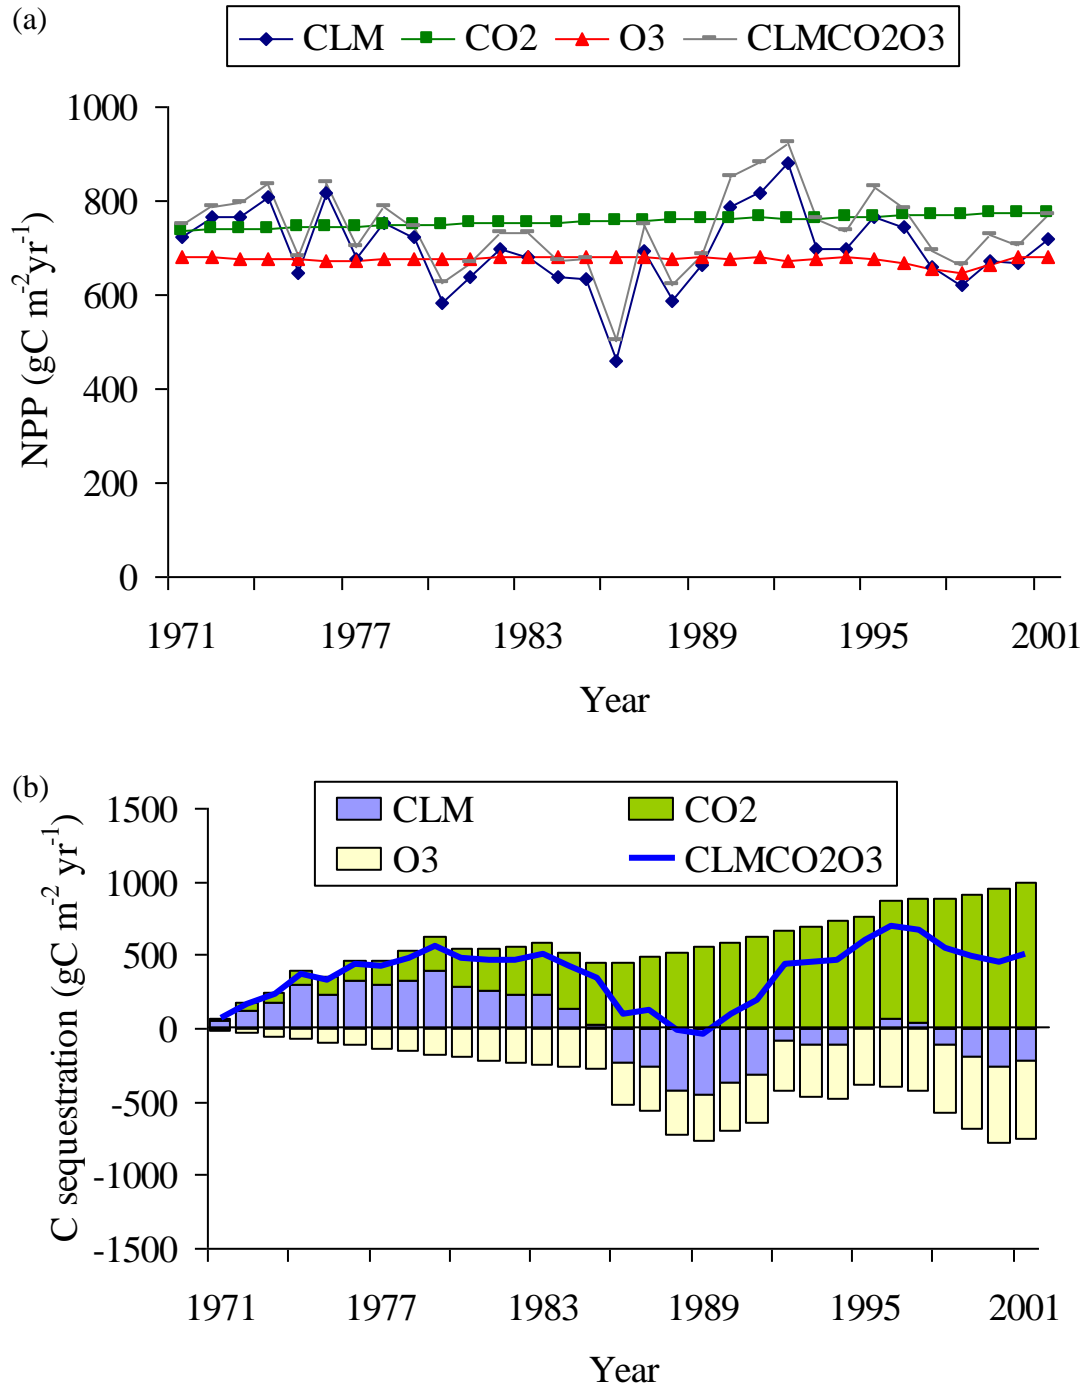 (a)
CLM CO2 O3 CLMCO2O3
1000
800
600
400
200
0
NPP (gC m-2yr-1)
1971 1977 1983 1989 1995 2001
Year
(b)
CLM CO2
O3 CLMCO2O3
1500
1000
500
0
-500
-1000
-1500
C sequestration (gC m-2 yr-1)
1971 1977 1983 1989 1995 2001
Year